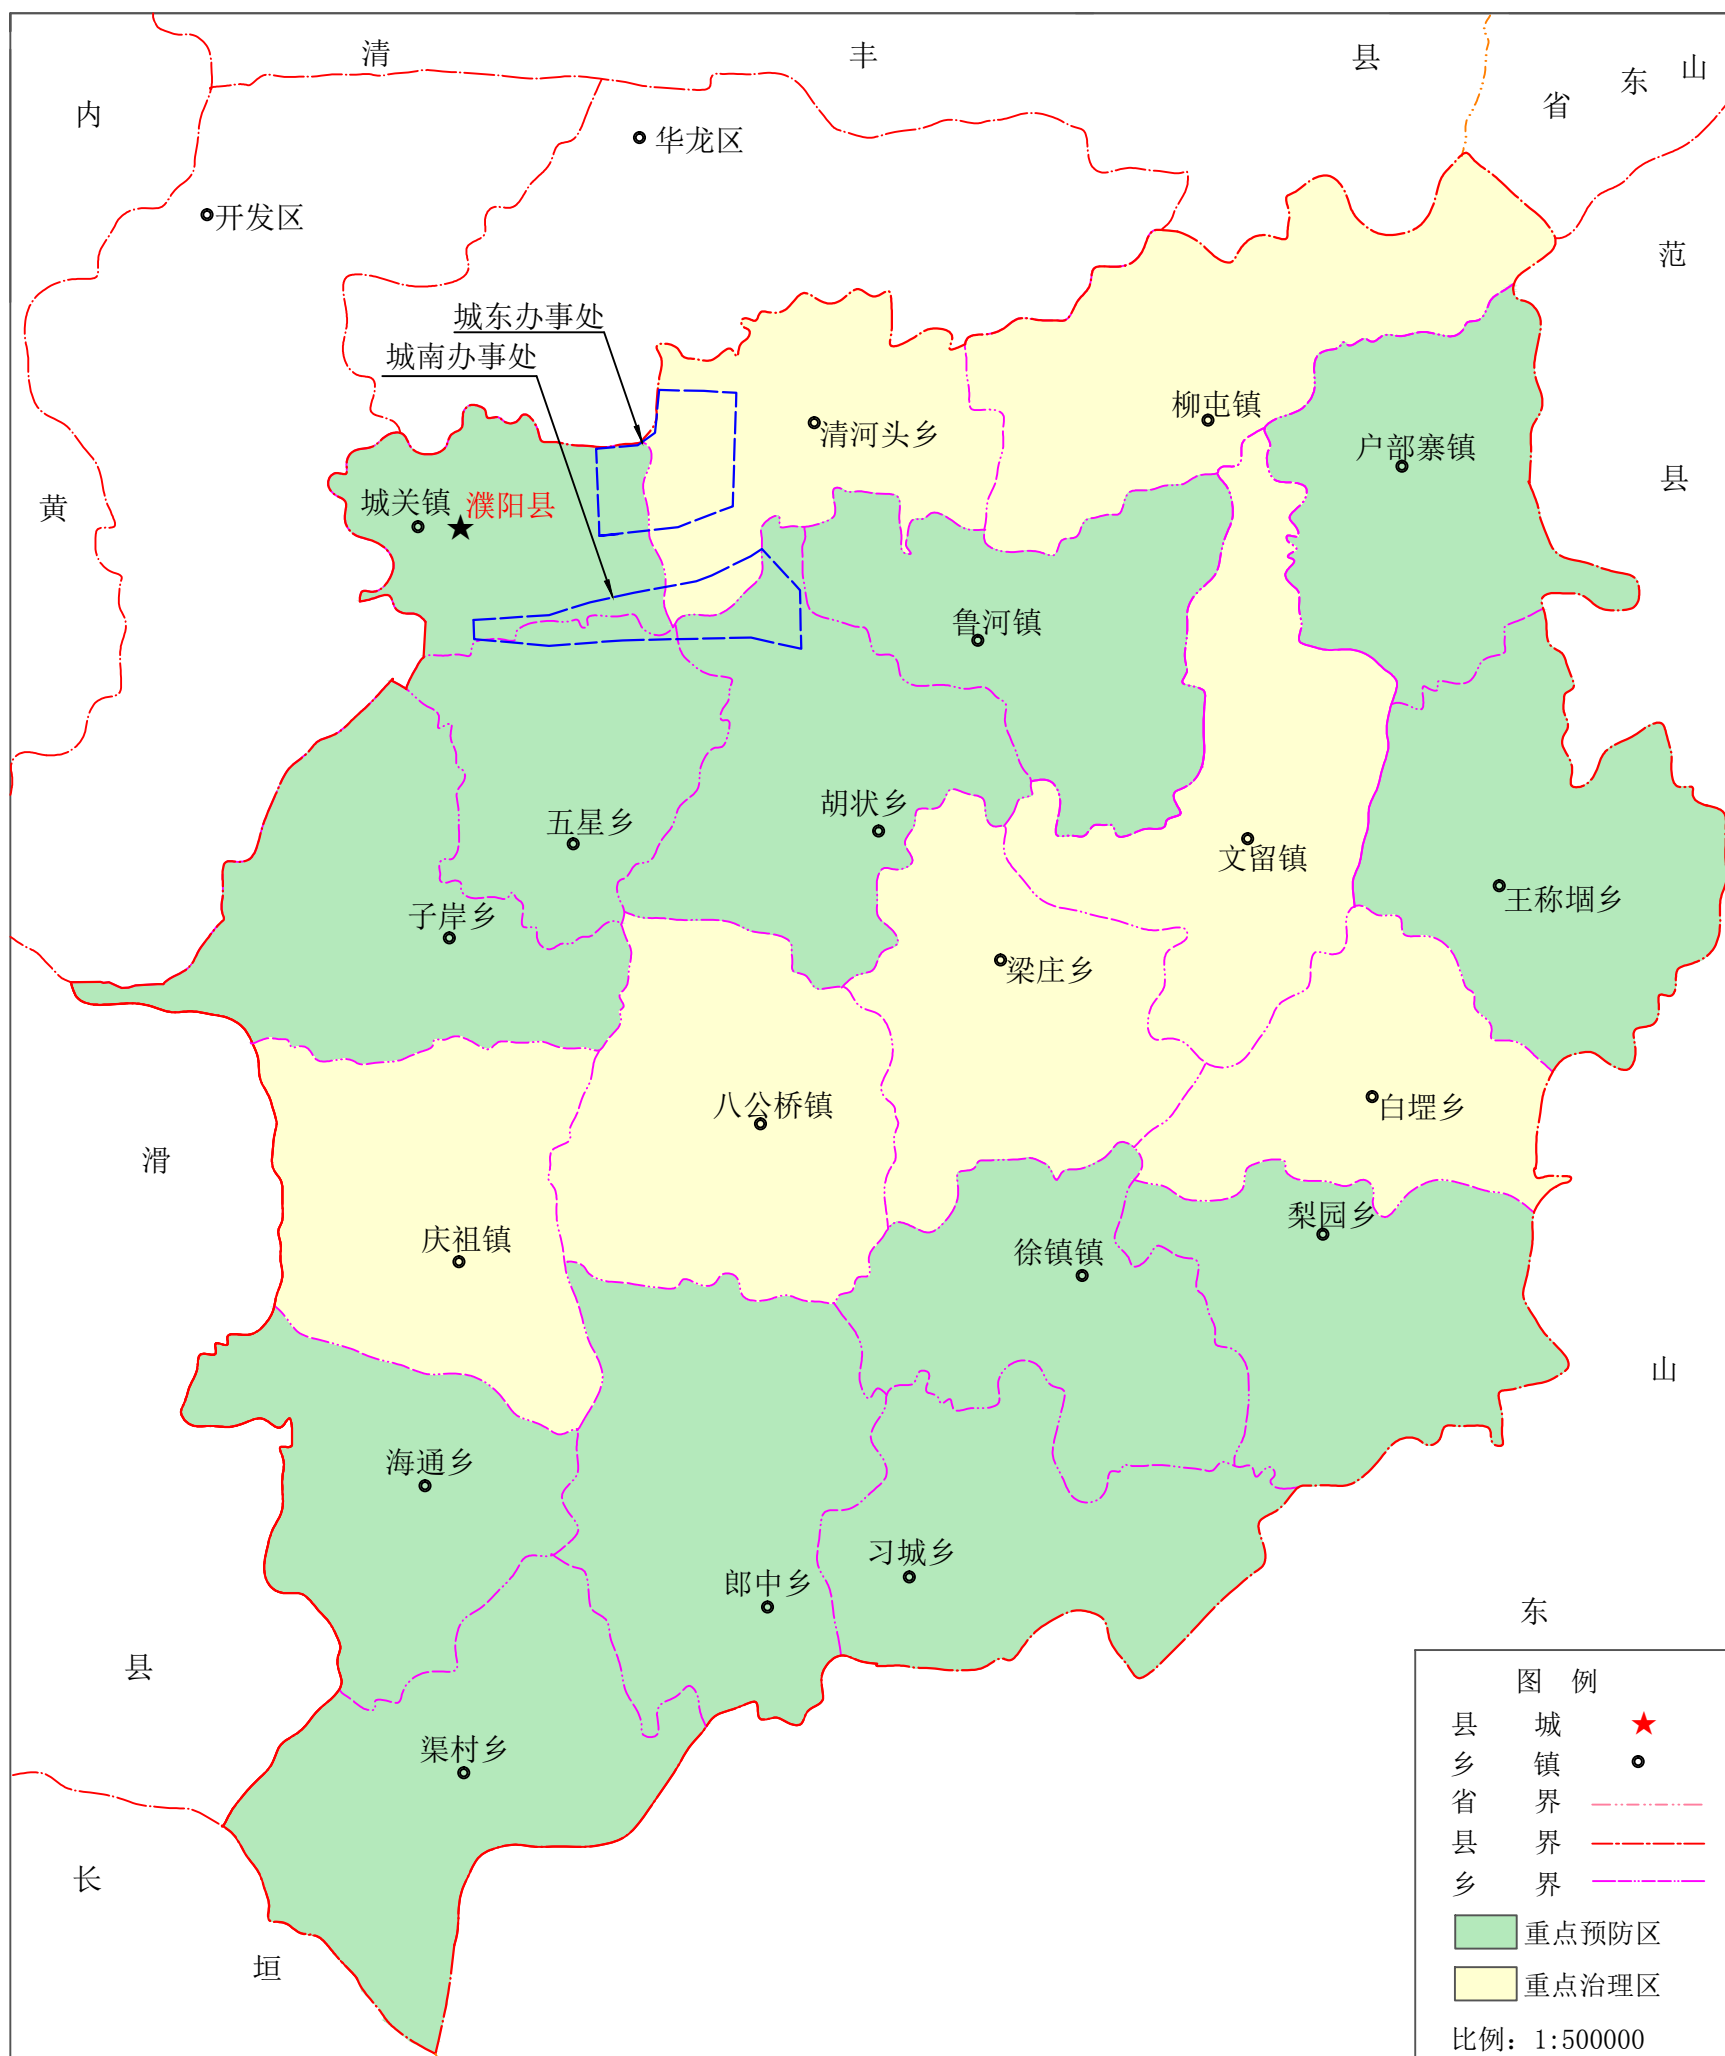 清 丰 县
省 东 山
内
华龙区
开发区
范
县
城东办事处
城南办事处
柳屯镇
清河头乡
户部寨镇
黄
城关镇
濮阳县
鲁河镇
五星乡
胡状乡
文留镇
王称堌乡
子岸乡
梁庄乡
八公桥镇
白堽乡
滑
县
庆祖镇
徐镇镇
梨园乡
山
东
海通乡
习城乡
郎中乡
渠村乡
长
垣
图 例
县 城
乡 镇
省 界
县 界
乡 界
重点预防区
重点治理区
比例：1:500000